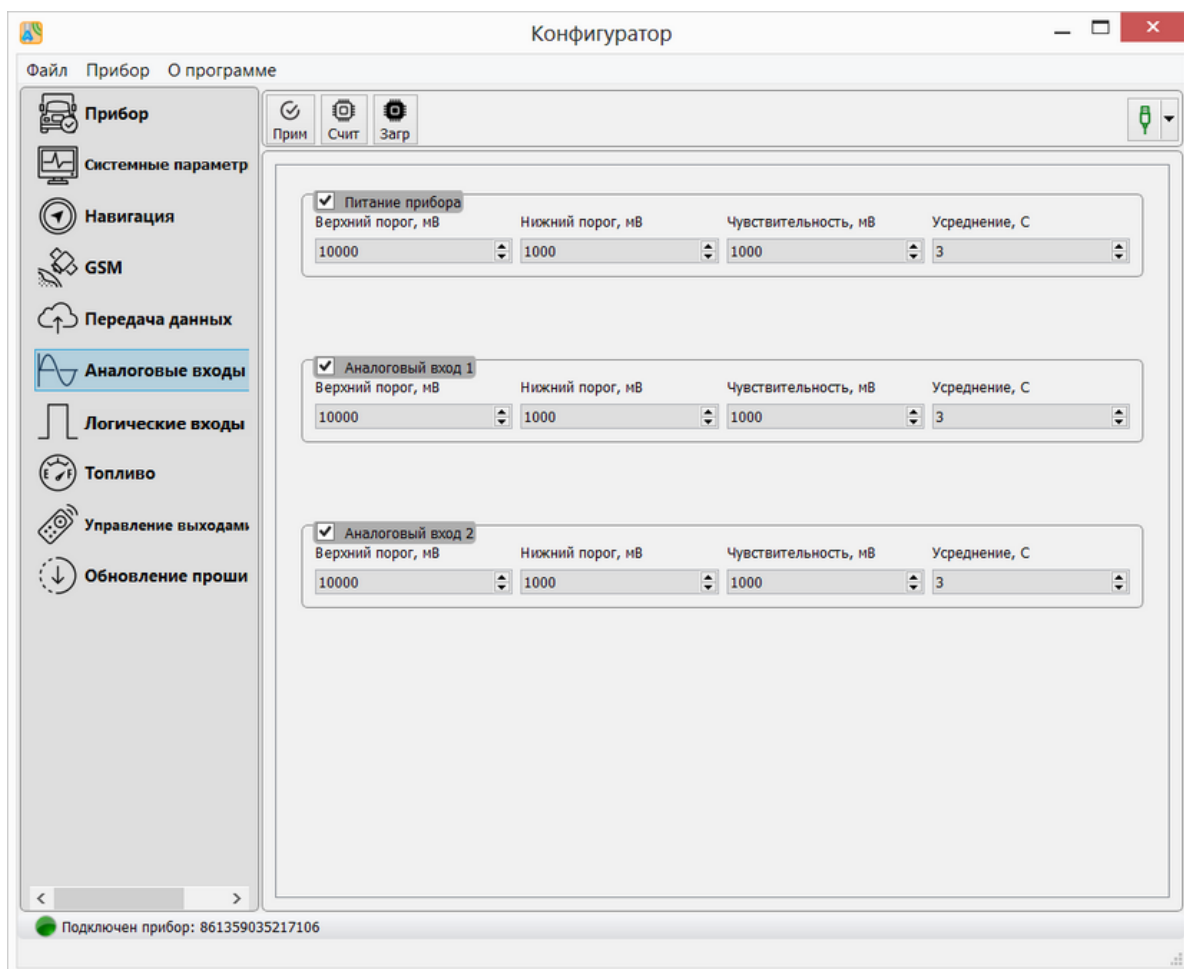 Конфигуратор
Файл Прибор О программе
Прибор
Системные параметр
Навигация
GSM
Передача данных
Аналоговые входы
Логические входы
Топливо
Управление выходами
Обновление проши
Прим Счит Загр
Питание прибора
Верхний порог, мВ Нижний порог, мВ Чувствительность, мВ Усреднение, С
10000 1000 1000 3
Аналоговый вход 1
Верхний порог, мВ Нижний порог, мВ Чувствительность, мВ Усреднение, С
10000 1000 1000 3
Аналоговый вход 2
Верхний порог, мВ Нижний порог, мВ Чувствительность, мВ Усреднение, С
10000 1000 1000 3
Подключен прибор: 861359035217106